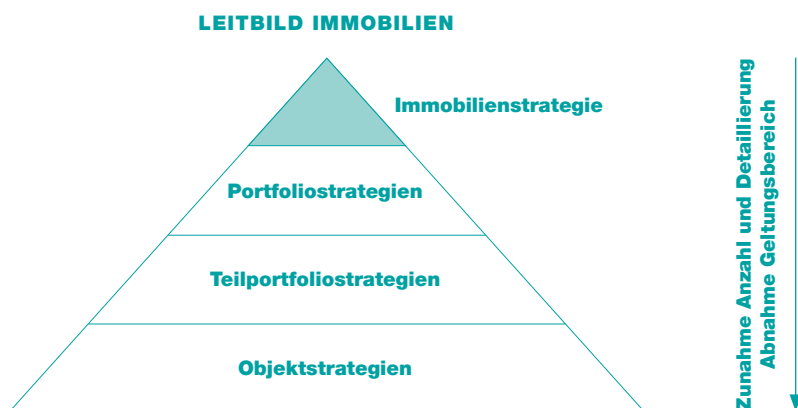 LEITBILD IMMOBILIEN
Immobilienstrategie
Portfoliostrategien
Teilportfoliostrategien
Objektstrategien
Zunahme Anzahl und Detaillierung
Abnahme Geltungsbereich